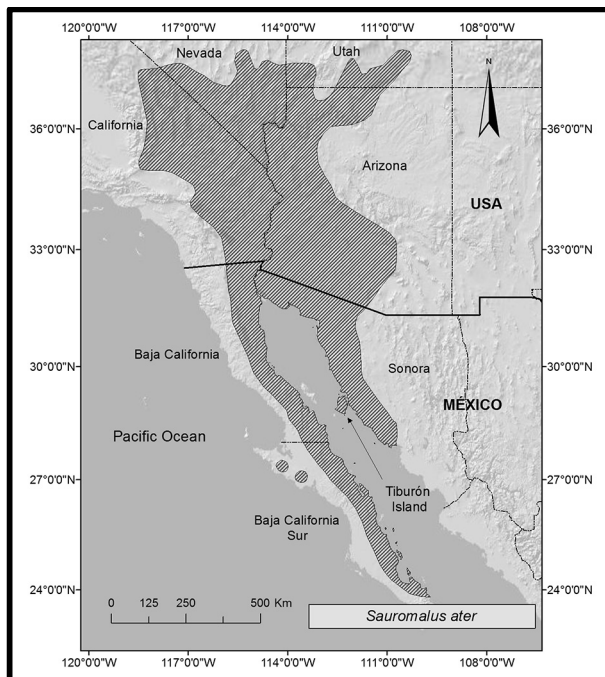 120°0'0"W 117°0'0"W 114°0'0"W 111°0'0"W 108°0'0"W
Nevada
Utah
N
36°0'0"N
California
36°0'0"N
Arizona
USA
33°0'0"N
33°0'0"N
30°0'0"N
Baja California
Sonora
30°0'0"N
MÉXICO
Pacific Ocean
27°0'0"N
27°0'0"N
Tiburón
Island
Baja California
Sur
24°0'0"N
24°0'0"N
0 125 250 500 Km
Sauromalus ater
120°0'0"W 117°0'0"W 114°0'0"W 111°0'0"W 108°0'0"W